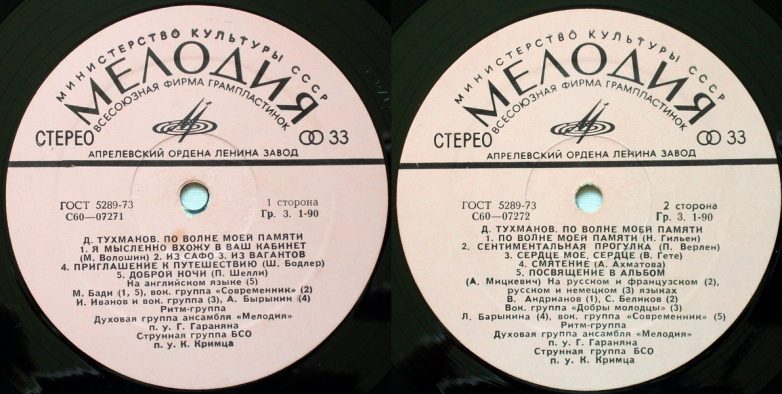 МИНИСТЕРСТВО КУЛЬТУРЫ СССР
МЕЛОДИЯ
ВСЕСОЮЗНАЯ ФИРМА ГРАМПЛАСТИНОК
СТЕРЕО 33
АПРЕЛЕВСКИЙ ОРДЕНА ЛЕНИНА ЗАВОД
ГОСТ 5289-73 1 сторона
С60—07271 Гр. 3. 1-90
Д. ТУХМАНОВ. ПО ВОЛНЕ МОЕЙ ПАМЯТИ
1. Я МЫСЛЕННО ВХОЖУ В ВАШ КАБИНЕТ
(М. Волошин) 2. ИЗ САФО 3. ИЗ ВАГАНТОВ
4. ПРИГЛАШЕНИЕ К ПУТЕШЕСТВИЮ (Ш. Бодлер)
5. ДОБРОЙ НОЧИ (П. Шелли)
На английском языке (5)
М. Бади (1, 5), вок. группа «Современник» (2)
И. Иванов и вок. группа (3), А. Бырыкин (4)
Ритм-группа
Духовая группа ансамбля «Мелодия»
п. у. Г. Гараняна
Струнная группа БСО
п. у. К. Кримца
МИНИСТЕРСТВО КУЛЬТУРЫ СССР
МЕЛОДИЯ
ВСЕСОЮЗНАЯ ФИРМА ГРАМПЛАСТИНОК
СТЕРЕО 33
АПРЕЛЕВСКИЙ ОРДЕНА ЛЕНИНА ЗАВОД
ГОСТ 5289-73 2 сторона
С60—07272 Гр. 3. 1-90
Д. ТУХМАНОВ. ПО ВОЛНЕ МОЕЙ ПАМЯТИ
1. ПО ВОЛНЕ МОЕЙ ПАМЯТИ (Н. Гильен)
2. СЕНТИМЕНТАЛЬНАЯ ПРОГУЛКА (П. Верлен)
3. СЕРДЦЕ МОЕ, СЕРДЦЕ (В. Гете)
4. СМЯТЕНИЕ (А. Ахматова)
5. ПОСВЯЩЕНИЕ В АЛЬБОМ
(А. Мицкевич) На русском и французском (2),
русском и немецком (3) языках
В. Андрианов (1), С. Беликов (2)
Вок. группа «Добры молодцы» (3)
Л. Барыкина (4), вок. группа «Современник» (5)
Ритм-группа
Духовая группа ансамбля «Мелодия»
п. у. Г. Гараняна
Струнная группа БСО
п. у. К. Кримца